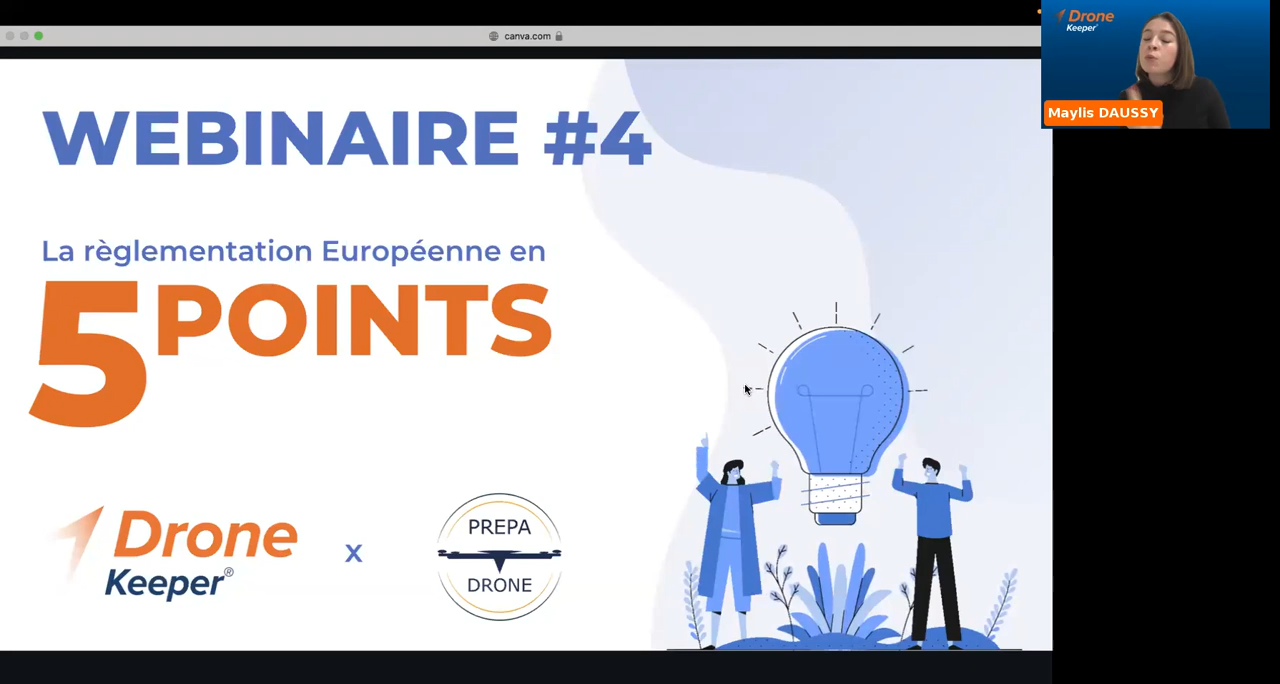 canva.com
Drone
Keeper
Maylis DAUSSY
WEBINAIRE #4
La règlementation Européenne en
5 POINTS
Drone
Keeper®
x
PREPA
DRONE